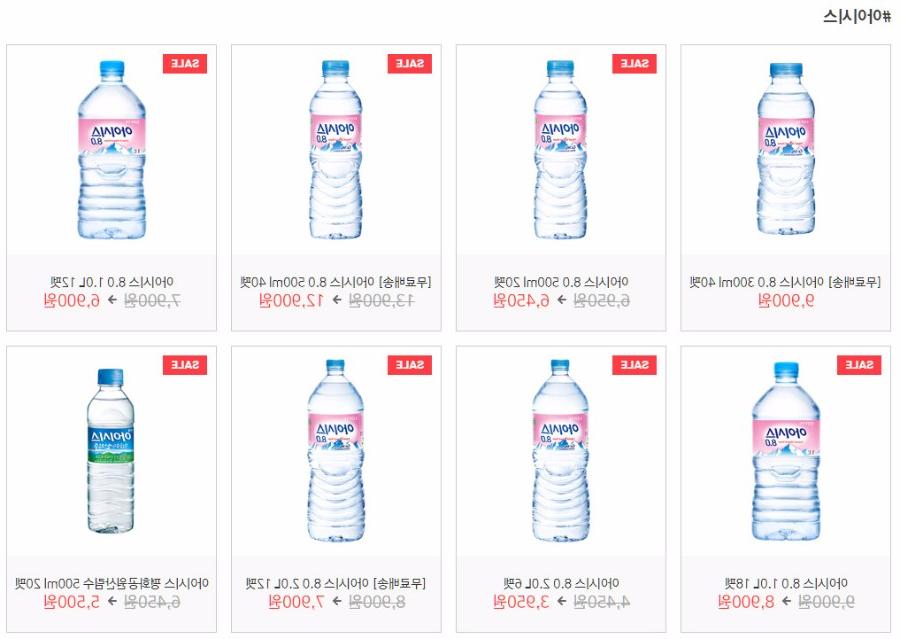 #아이시스
[무료배송] 아이시스 8.0 300ml 40펫
9,900원
SALE
아이시스 8.0 500ml 20펫
6,950원 → 6,450원
SALE
[무료배송] 아이시스 8.0 500ml 40펫
13,900원 → 12,900원
SALE
아이시스 8.0 1.0L 12펫
7,900원 → 6,900원
SALE
아이시스 8.0 1.0L 18펫
9,900원 → 8,900원
SALE
아이시스 8.0 2.0L 6펫
4,450원 → 3,950원
SALE
[무료배송] 아이시스 8.0 2.0L 12펫
8,900원 → 7,900원
SALE
아이시스 평화공원산림수 500ml 20펫
6,450원 → 5,500원
아이시스
8.0
아이시스
8.0
아이시스
8.0
아이시스
8.0
1L
아이시스
8.0
1L
아이시스
8.0
아이시스
8.0
아이시스